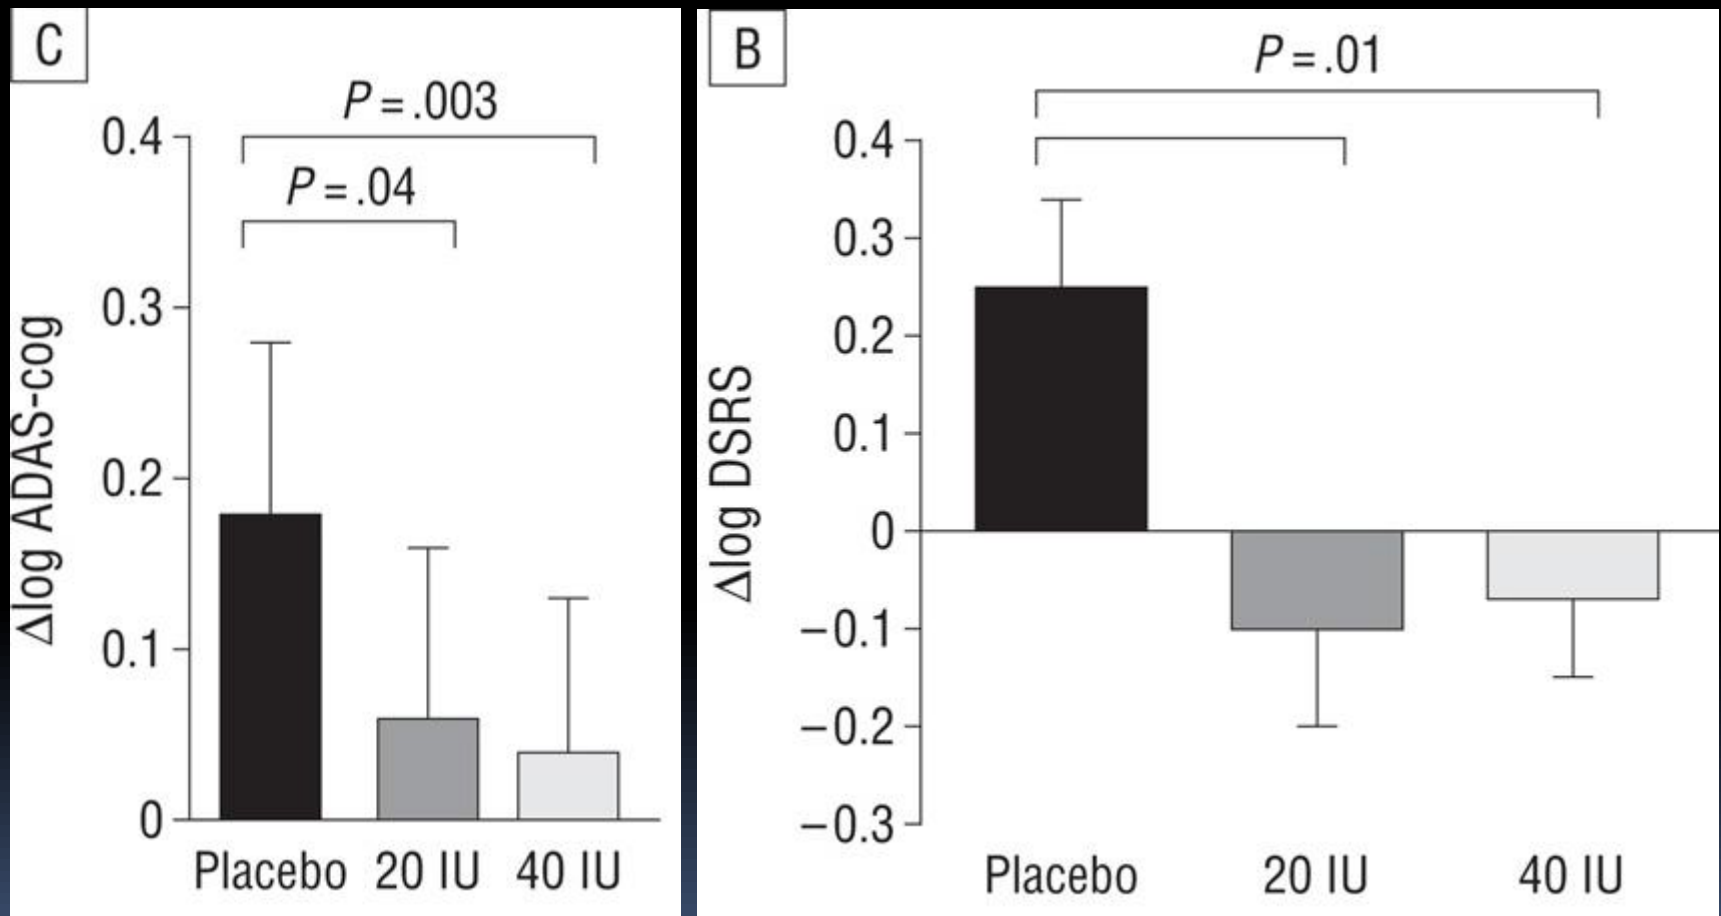 C
P = .003
P = .04
0.4
0.3
0.2
0.1
0
Δlog ADAS-cog
Placebo 20 IU 40 IU
B
P = .01
0.4
0.3
0.2
0.1
0
−0.1
−0.2
−0.3
Δlog DSRS
Placebo 20 IU 40 IU